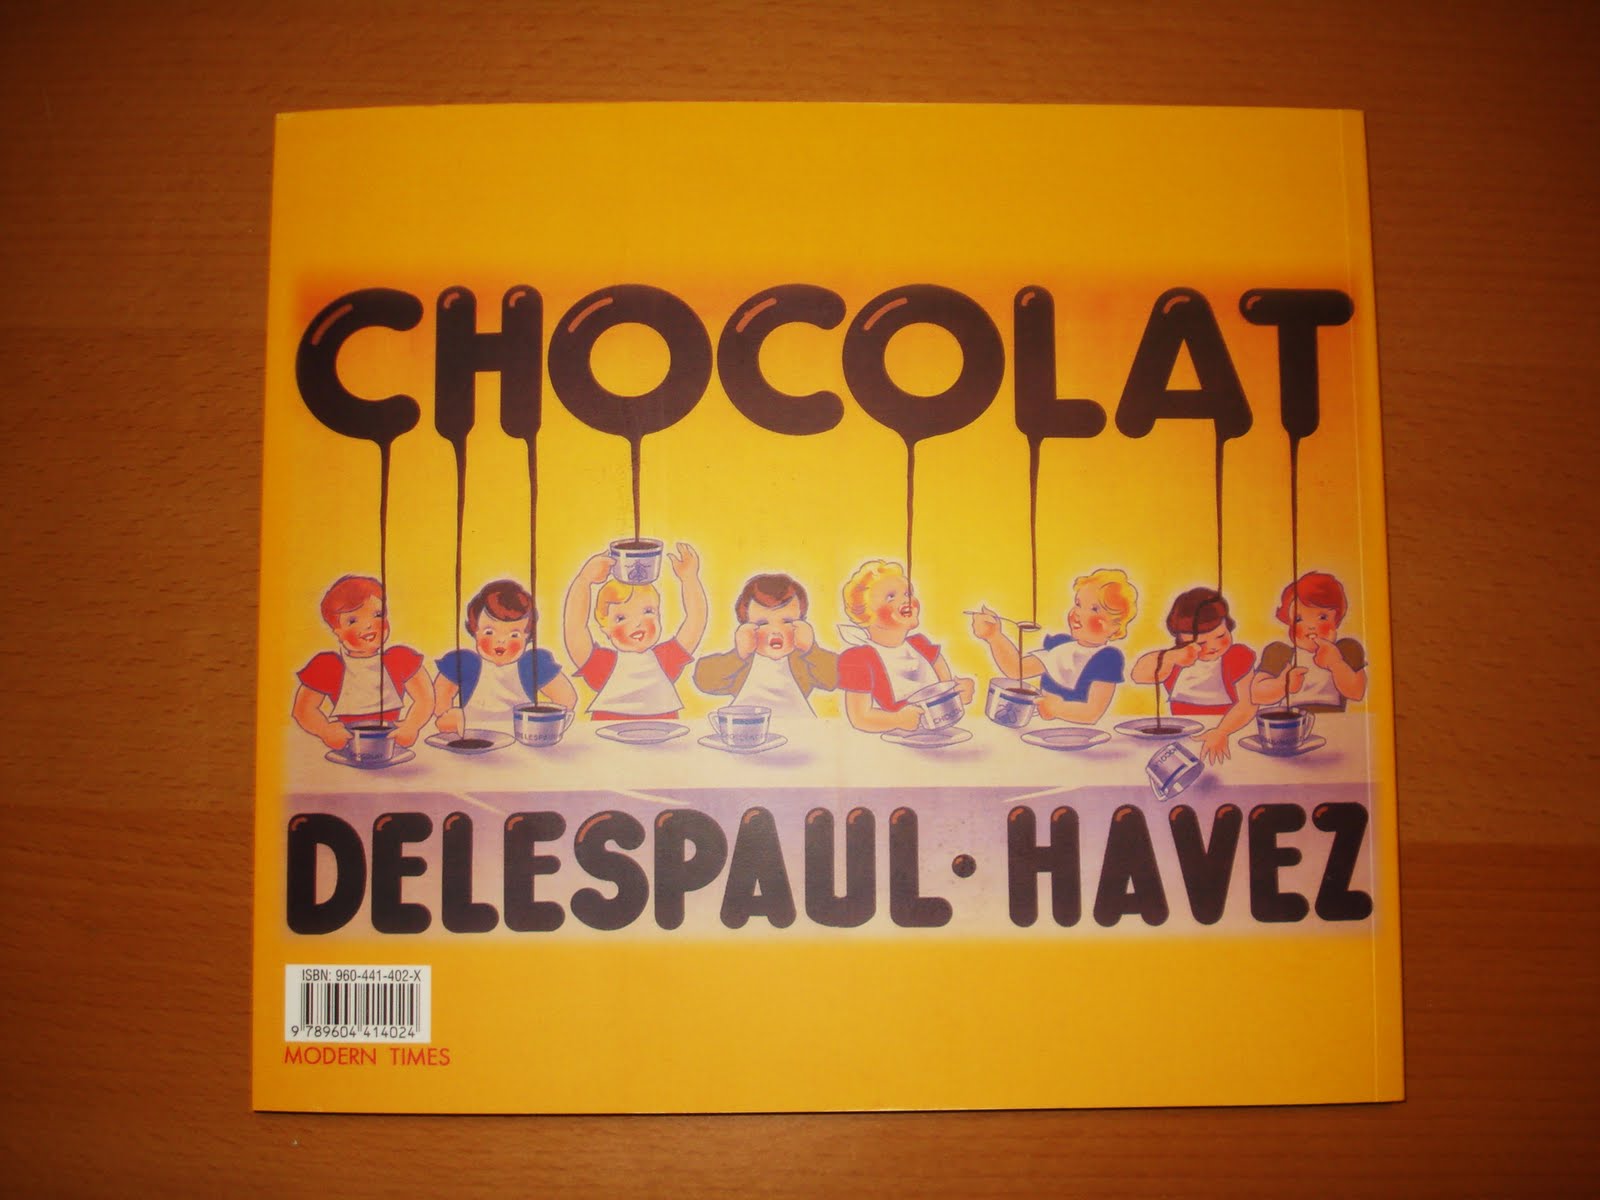 CHOCOLAT
DELESPAUL · HAVEZ
ISBN: 960-441-402-X
9 789604 414024
MODERN TIMES